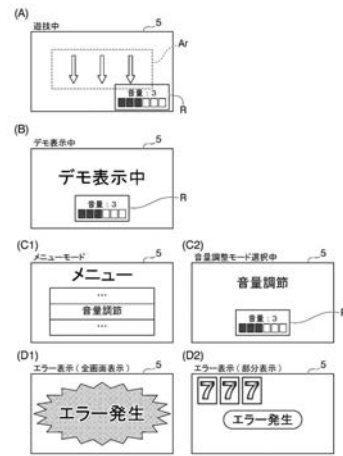 (A)
遊技中
5
Ar
音量：3
R
(B)
デモ表示中
5
デモ表示中
音量：3
R
(C1)
メニューモード
5
メニュー
…
音量調節
…
(C2)
音量調整モード選択中
5
音量調節
音量：3
R
(D1)
エラー表示(全画面表示)
5
エラー発生
(D2)
エラー表示(部分表示)
5
7 7 7
エラー発生